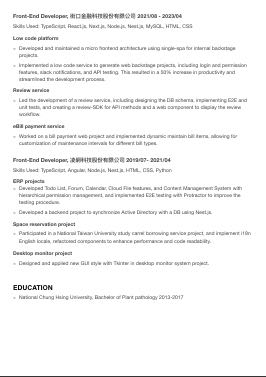 Front-End Developer, 街口金融科技股份有限公司 2021/08 - 2023/04
Skills Used: TypeScript, React.js, Next.js, Node.js, Nest.js, MySQL, HTML, CSS
Low code platform
Developed and maintained a micro frontend architecture using single-spa for internal backstage
projects.
Implemented a low code service to generate web backstage projects, including login and permission
features, slack notifications, and API testing. This resulted in a 50% increase in productivity and
streamlined the development process.
Review service
Led the development of a review service, including designing the DB schema, implementing E2E and
unit tests, and creating a review-SDK for API methods and a web component to display the review
workflow.
eBill payment service
Worked on a bill payment web project and implemented dynamic maintain bill items, allowing for
customization of maintenance intervals for different bill types.
Front-End Developer, 凌網科技股份有限公司 2019/07- 2021/04
Skills Used: TypeScript, Angular, Node.js, Nest.js, HTML, CSS, Python
ERP projects
Developed Todo List, Forum, Calendar, Cloud File features, and Content Management System with
hierarchical permission management, and implemented E2E testing with Protractor to improve the
testing procedure.
Developed a backend project to synchronize Active Directory with a DB using Nest.js.
Space reservation project
Participated in a National Taiwan University study carrel borrowing service project, and implement i18n
English locale, refactored components to enhance performance and code readability.
Desktop monitor project
Designed and applied new GUI style with Tkinter in desktop monitor system project.
EDUCATION
National Chung Hsing University, Bachelor of Plant pathology 2013-2017